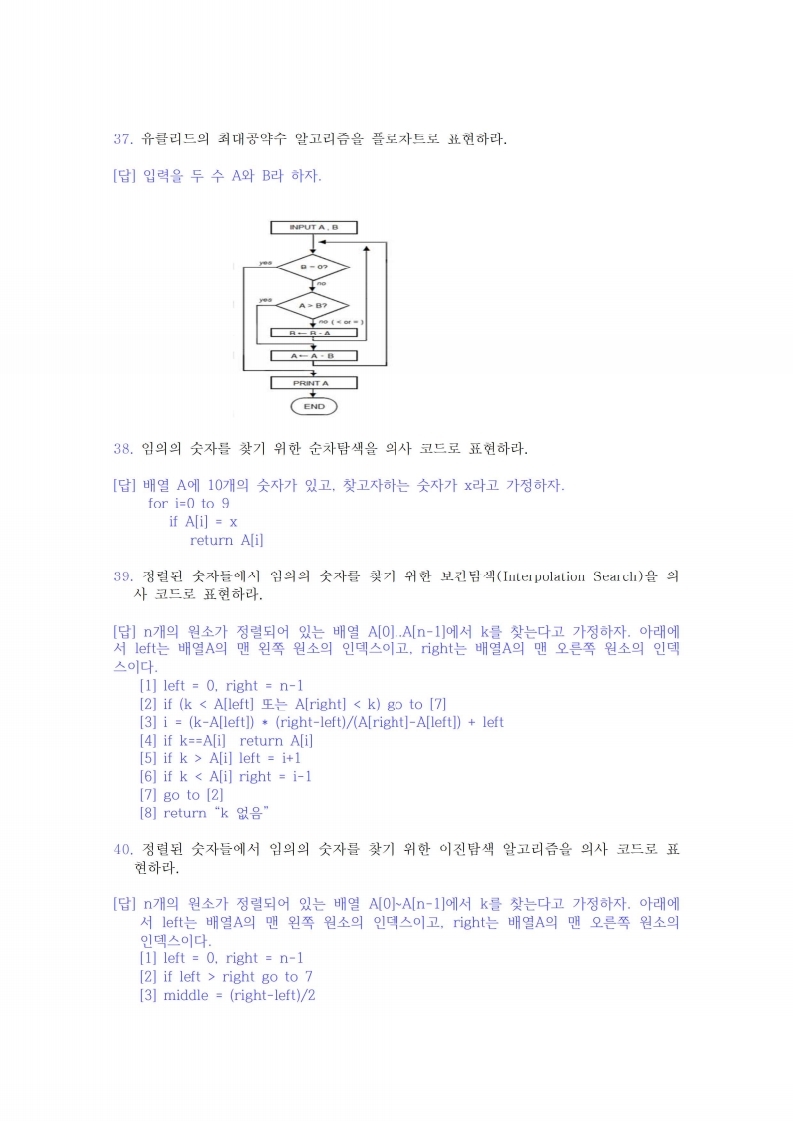 37. 유클리드의 최대공약수 알고리즘을 플로차트로 표현하라.
[답] 입력을 두 수 A와 B라 하자.
INPUT A , B
yes
B = 0?
no
yes
A > B?
no ( < or = )
B ← B - A
A ← A - B
PRINT A
END
38. 임의의 숫자를 찾기 위한 순차탐색을 의사 코드로 표현하라.
[답] 배열 A에 10개의 숫자가 있고, 찾고자하는 숫자가 x라고 가정하자.
for i=0 to 9
if A[i] = x
return A[i]
39. 정렬된 숫자들에서 임의의 숫자를 찾기 위한 보간탐색(Interpolation Search)을 의
사 코드로 표현하라.
[답] n개의 원소가 정렬되어 있는 배열 A[0]..A[n-1]에서 k를 찾는다고 가정하자. 아래에
서 left는 배열A의 맨 왼쪽 원소의 인덱스이고, right는 배열A의 맨 오른쪽 원소의 인덱
스이다.
[1] left = 0, right = n-1
[2] if (k < A[left] 또는 A[right] < k) go to [7]
[3] i = (k-A[left]) * (right-left)/(A[right]-A[left]) + left
[4] if k==A[i] return A[i]
[5] if k > A[i] left = i+1
[6] if k < A[i] right = i-1
[7] go to [2]
[8] return “k 없음”
40. 정렬된 숫자들에서 임의의 숫자를 찾기 위한 이진탐색 알고리즘을 의사 코드로 표
현하라.
[답] n개의 원소가 정렬되어 있는 배열 A[0]~A[n-1]에서 k를 찾는다고 가정하자. 아래에
서 left는 배열A의 맨 왼쪽 원소의 인덱스이고, right는 배열A의 맨 오른쪽 원소의
인덱스이다.
[1] left = 0, right = n-1
[2] if left > right go to 7
[3] middle = (right-left)/2